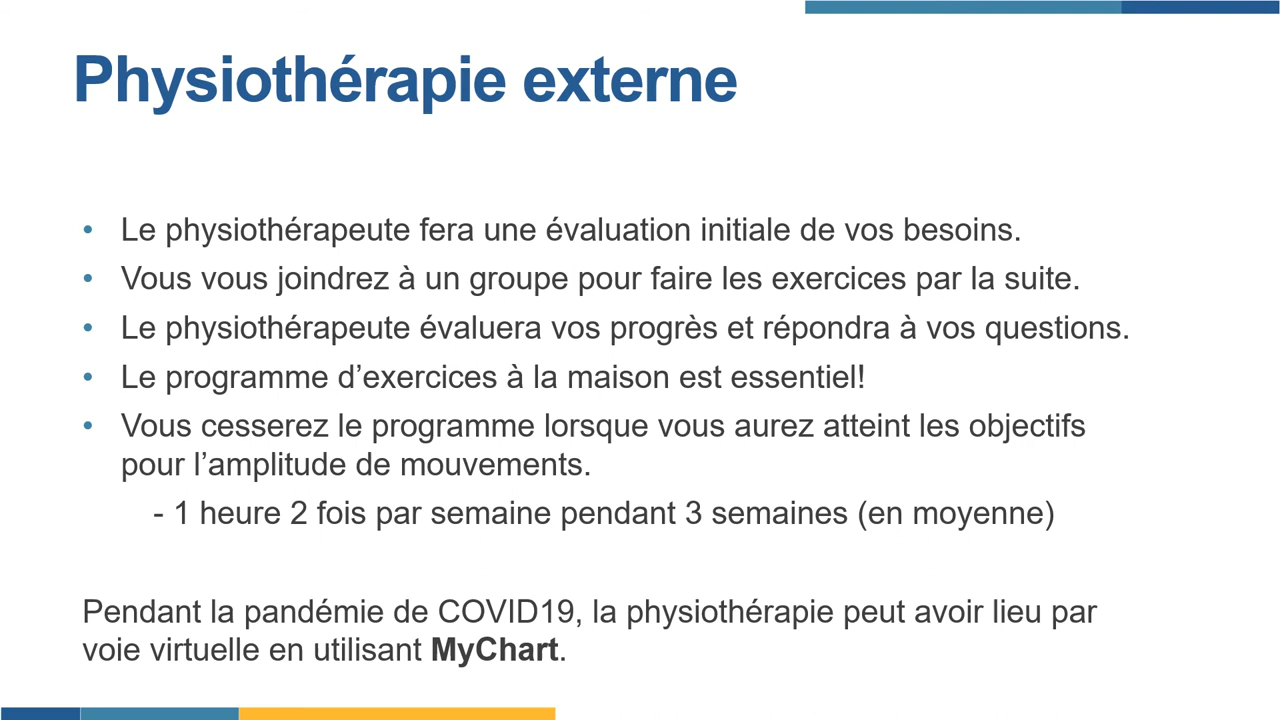 Physiothérapie externe
• Le physiothérapeute fera une évaluation initiale de vos besoins.
• Vous vous joindrez à un groupe pour faire les exercices par la suite.
• Le physiothérapeute évaluera vos progrès et répondra à vos questions.
• Le programme d’exercices à la maison est essentiel!
• Vous cesserez le programme lorsque vous aurez atteint les objectifs
pour l’amplitude de mouvements.
- 1 heure 2 fois par semaine pendant 3 semaines (en moyenne)
Pendant la pandémie de COVID19, la physiothérapie peut avoir lieu par
voie virtuelle en utilisant MyChart.